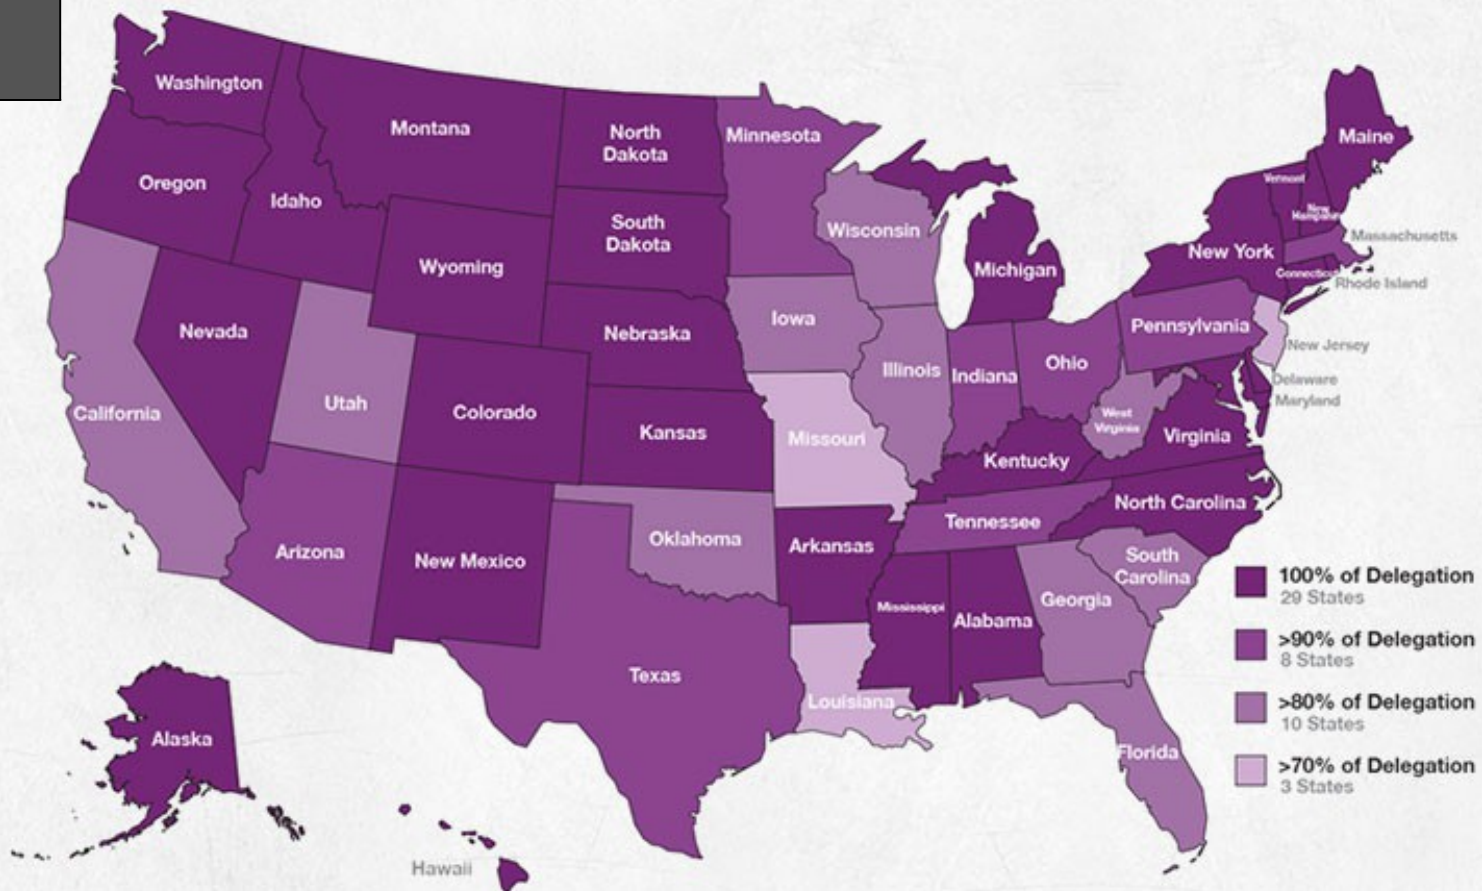 Washington
Montana
North
Dakota
Minnesota
Maine
Oregon
Idaho
Vermont
New
Hampshire
South
Dakota
Wisconsin
Massachusetts
New York
Wyoming
Michigan
Connecticut
Rhode Island
Nevada
Nebraska
Iowa
Pennsylvania
New Jersey
Utah
Colorado
Illinois
Indiana
Ohio
Delaware
Maryland
California
Kansas
Missouri
West
Virginia
Virginia
Kentucky
North Carolina
Arizona
New Mexico
Oklahoma
Arkansas
Tennessee
South
Carolina
Mississippi
Alabama
Georgia
Texas
Louisiana
Florida
Alaska
Hawaii
100% of Delegation
29 States
>90% of Delegation
8 States
>80% of Delegation
10 States
>70% of Delegation
3 States